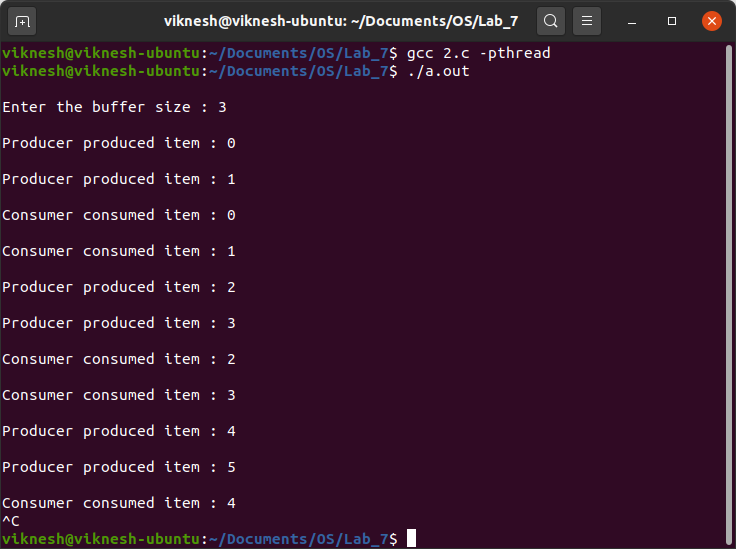 viknesh@viknesh-ubuntu: ~/Documents/OS/Lab_7
viknesh@viknesh-ubuntu:~/Documents/OS/Lab_7$ gcc 2.c -pthread
viknesh@viknesh-ubuntu:~/Documents/OS/Lab_7$ ./a.out
Enter the buffer size : 3
Producer produced item : 0
Producer produced item : 1
Consumer consumed item : 0
Consumer consumed item : 1
Producer produced item : 2
Producer produced item : 3
Consumer consumed item : 2
Consumer consumed item : 3
Producer produced item : 4
Producer produced item : 5
Consumer consumed item : 4
^C
viknesh@viknesh-ubuntu:~/Documents/OS/Lab_7$